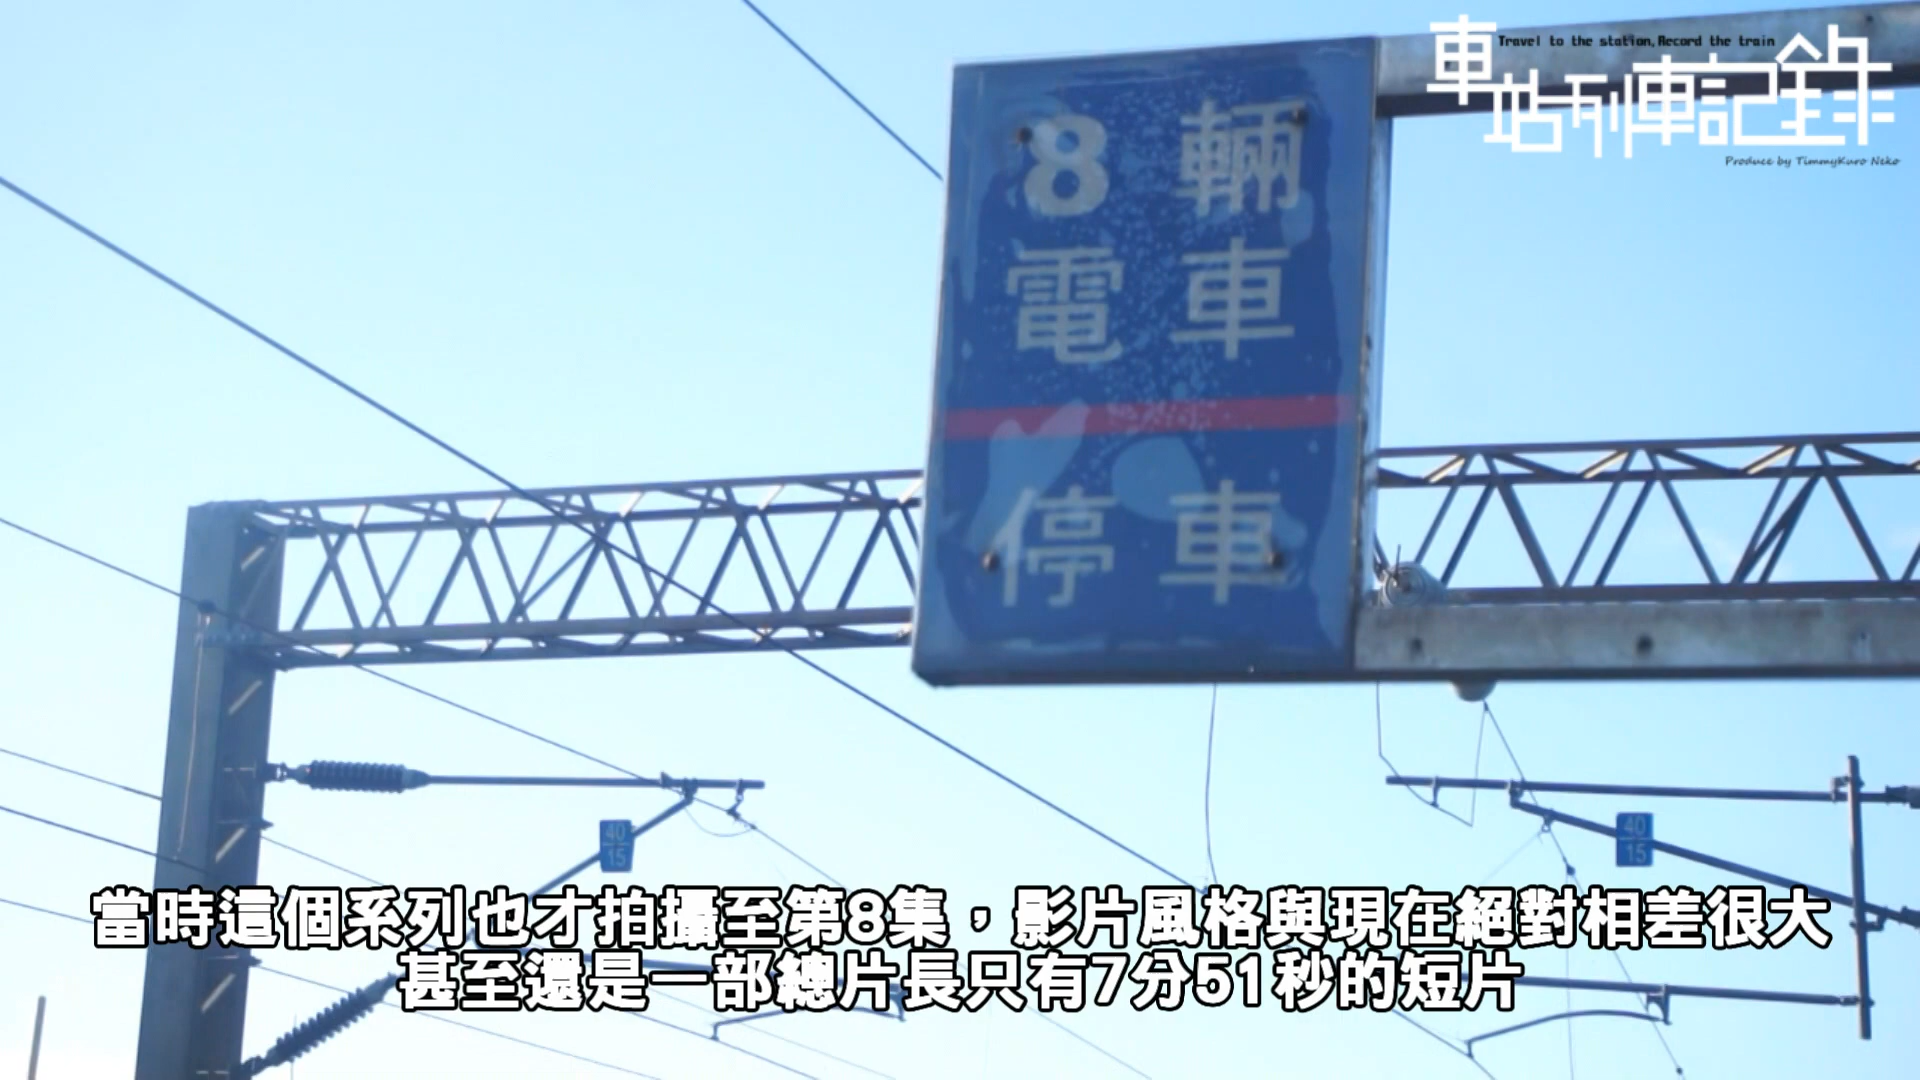 Travel to the station,Record the train
車站列車記錄
Produce by TimmyKuro Neko
8輛
電車
停車
40
15
40
15
當時這個系列也才拍攝至第8集，影片風格與現在絕對相差很大
甚至還是一部總片長只有7分51秒的短片